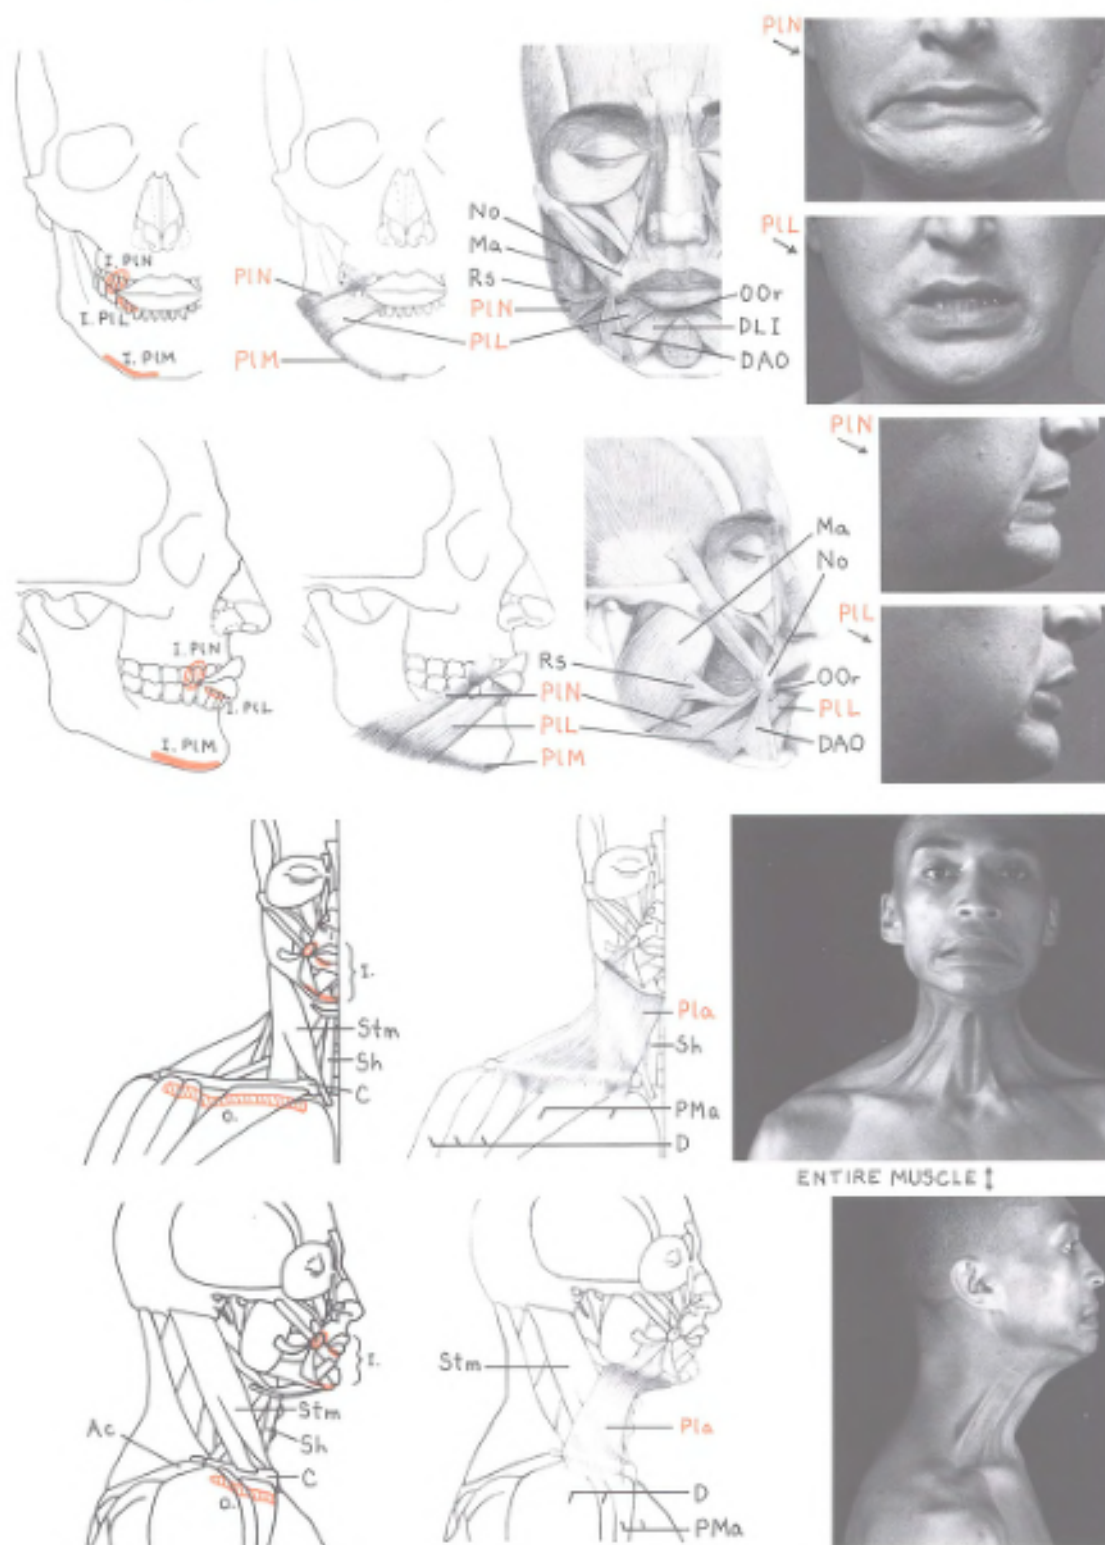 PlN
PlL
I. PlN
I. PlL
I. PlM
PlN
PlL
PlM
No
Ma
Rs
PlN
PlL
OOr
DLI
DAO
PlN
PlL
I. PlN
I. PlL
I. PlM
Rs
PlN
PlL
PlM
Ma
No
OOr
PlL
DAO
I.
Stm
Sh
C
O.
Pla
Sh
PMa
D
ENTIRE MUSCLE
I.
Stm
Sh
Ac
C
O.
Stm
Pla
D
PMa